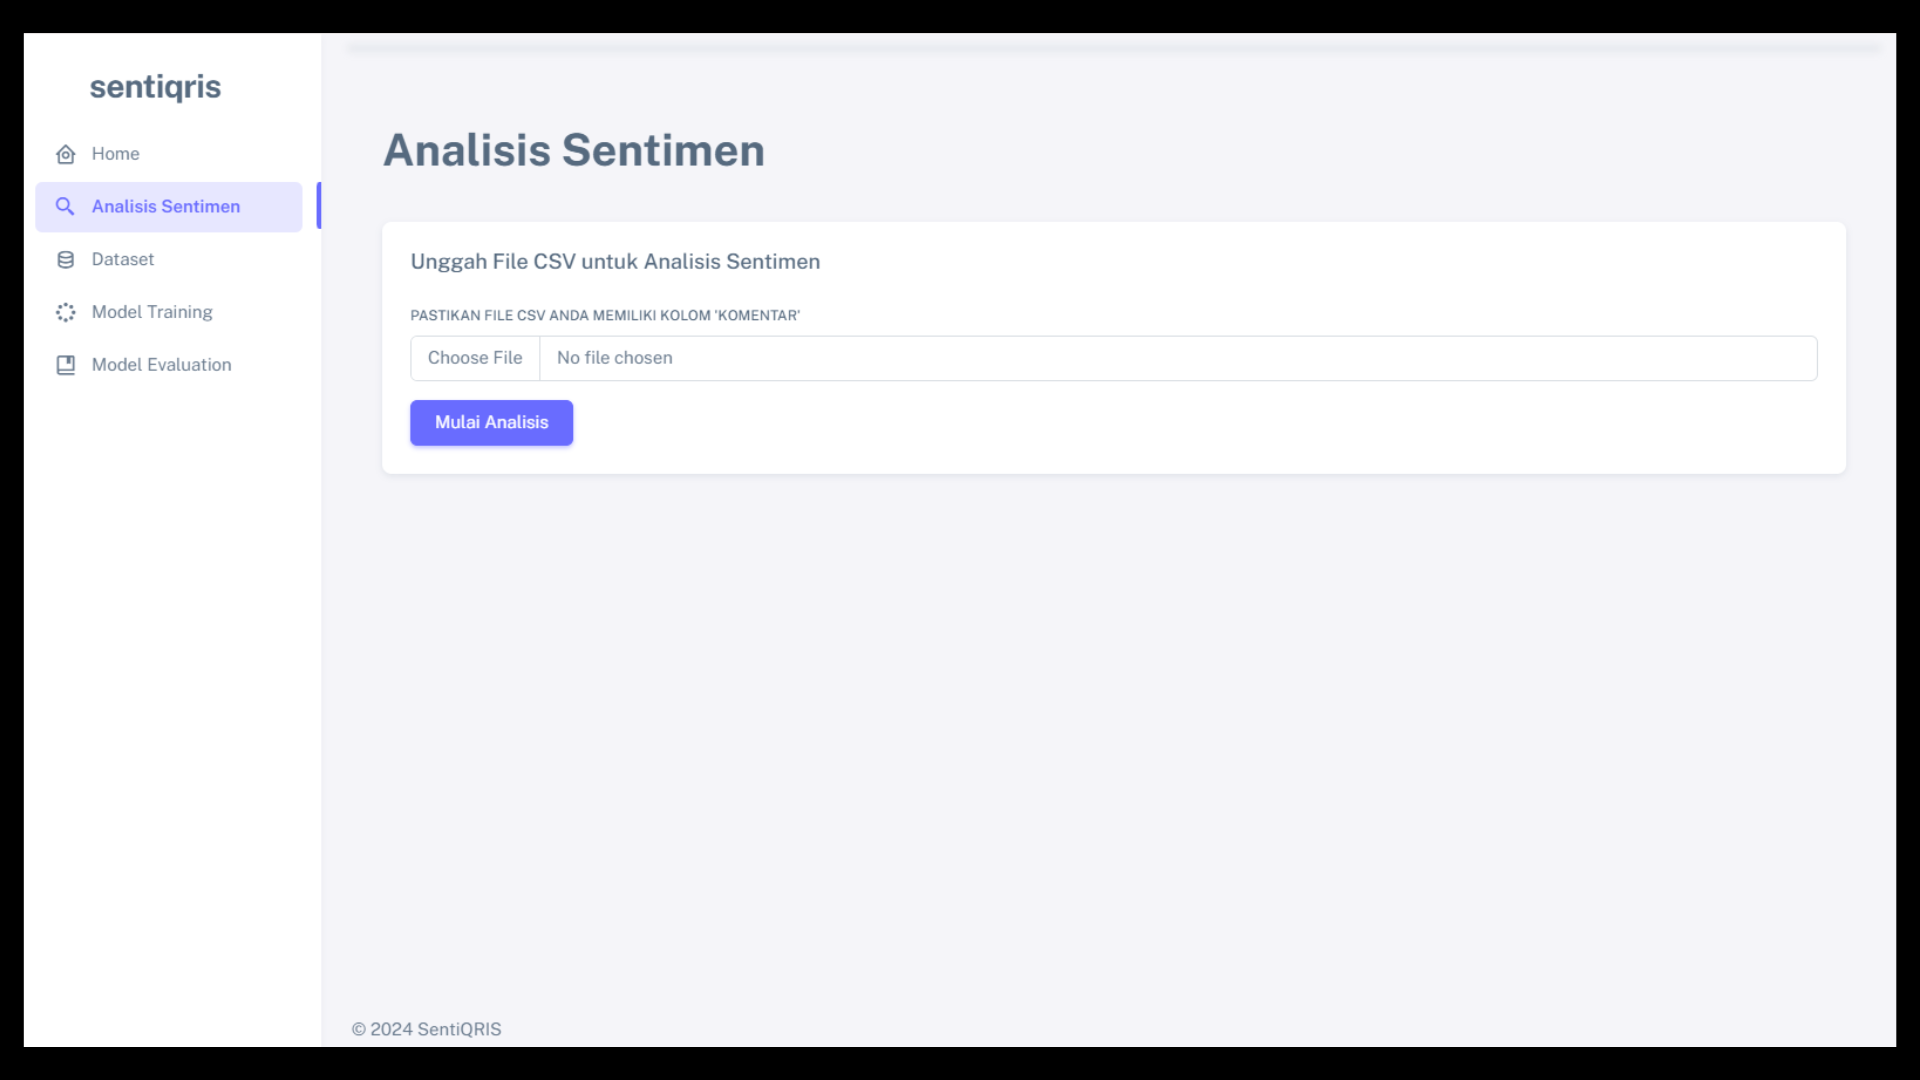 sentiqris
Home
Analisis Sentimen
Dataset
Model Training
Model Evaluation
Analisis Sentimen
Unggah File CSV untuk Analisis Sentimen
PASTIKAN FILE CSV ANDA MEMILIKI KOLOM 'KOMENTAR'
Choose File No file chosen
Mulai Analisis
© 2024 SentiQRIS